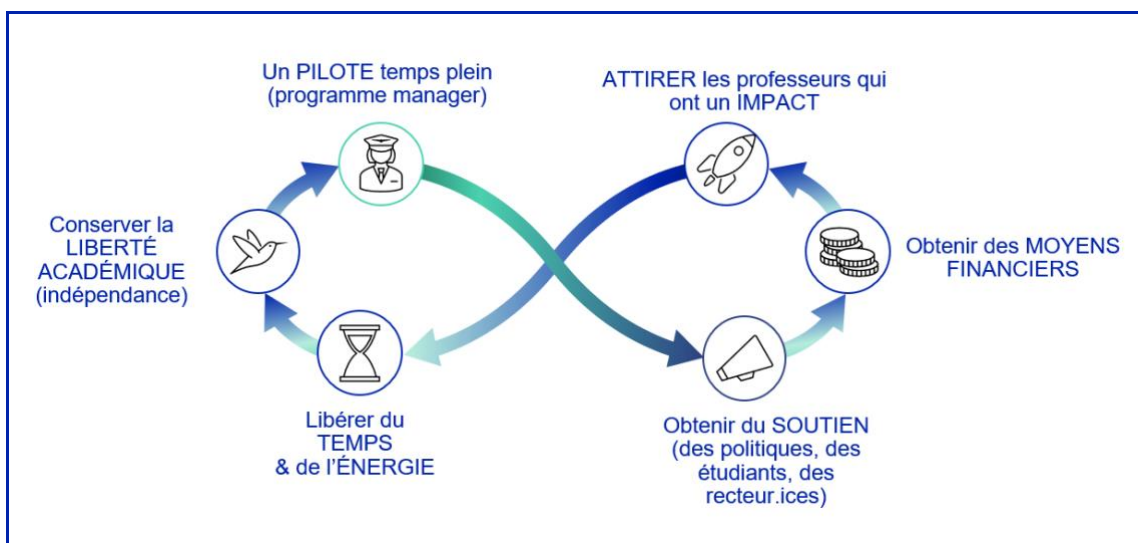 Un PILOTE temps plein
(programme manager)
ATTIRER les professeurs qui
ont un IMPACT
Conserver la
LIBERTÉ
ACADÉMIQUE
(indépendance)
Obtenir des MOYENS
FINANCIERS
Libérer du
TEMPS
& de l'ÉNERGIE
Obtenir du SOUTIEN
(des politiques, des
étudiants, des
recteur.ices)